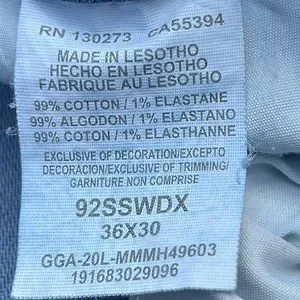 RN 130273 CA55394
MADE IN LESOTHO
HECHO EN LESOTHO
FABRIQUE AU LESOTHO
99% COTTON / 1% ELASTANE
99% ALGODON / 1% ELASTANO
99% COTON / 1% ELASTHANNE
EXCLUSIVE OF DECORATION/EXCEPTO
DECORACION/EXCLUSIVE OF TRIMMING/
GARNITURE NON COMPRISE
92SSWDX
36X30
GGA-20L-MMMH49603
191683029096